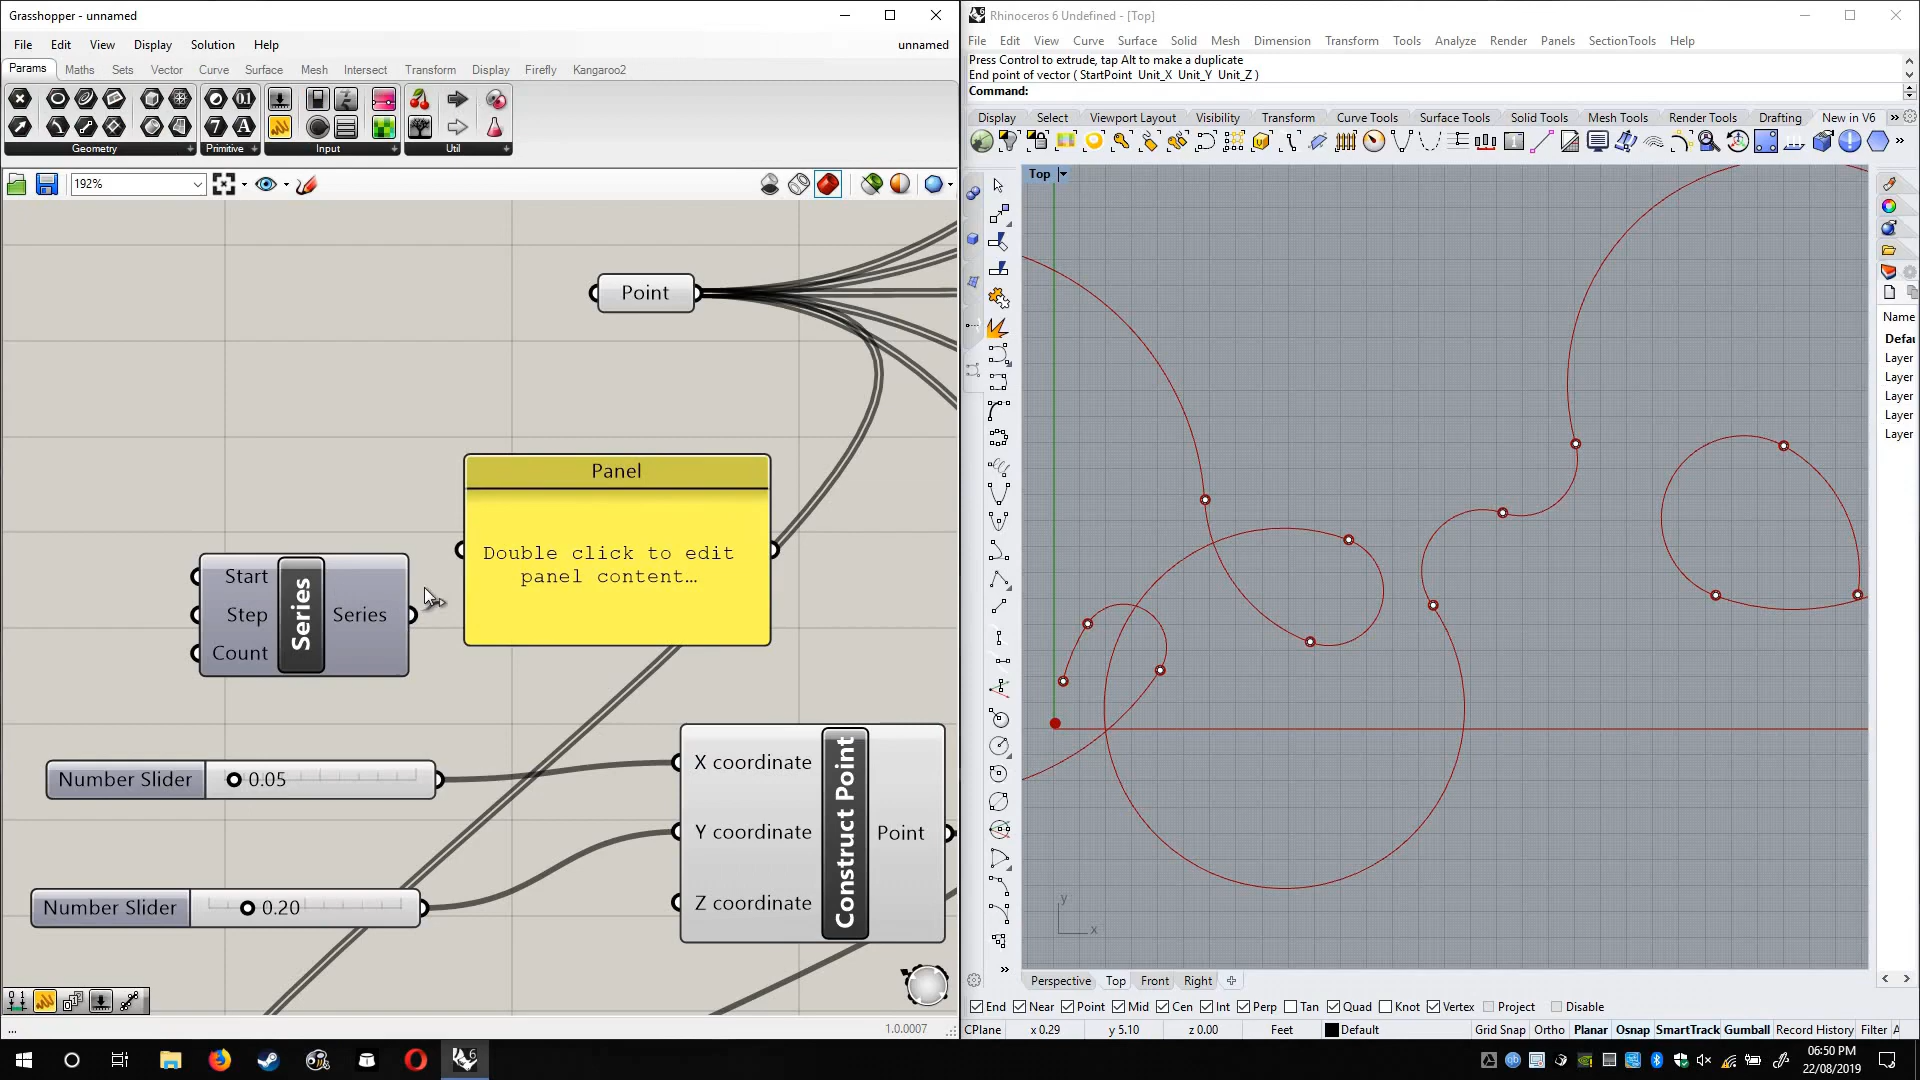 Grasshopper - unnamed
File Edit View Display Solution Help unnamed
Params Maths Sets Vector Curve Surface Mesh Intersect Transform Display Firefly Kangaroo2
Geometry Primitive Input Util
192%
Point
Panel
Double click to edit
panel content…
Start
Step
Count
Series
Series
Number Slider 0.05
Number Slider 0.20
X coordinate
Y coordinate
Z coordinate
Construct Point
Point
...
1.0.0007
Rhinoceros 6 Undefined - [Top]
File Edit View Curve Surface Solid Mesh Dimension Transform Tools Analyze Render Panels SectionTools Help
Press Control to extrude, tap Alt to make a duplicate
End point of vector ( StartPoint Unit_X Unit_Y Unit_Z )
Command:
Display Select Viewport Layout Visibility Transform Curve Tools Surface Tools Solid Tools Mesh Tools Render Tools Drafting New in V6
Top
Name
Defau
Layer
Layer
Layer
Layer
Layer
y
x
Perspective Top Front Right
End Near Point Mid Cen Int Perp Tan Quad Knot Vertex Project Disable
CPlane x 0.29 y 5.10 z 0.00 Feet Default Grid Snap Ortho Planar Osnap SmartTrack Gumball Record History Filter A
06:50 PM
22/08/2019